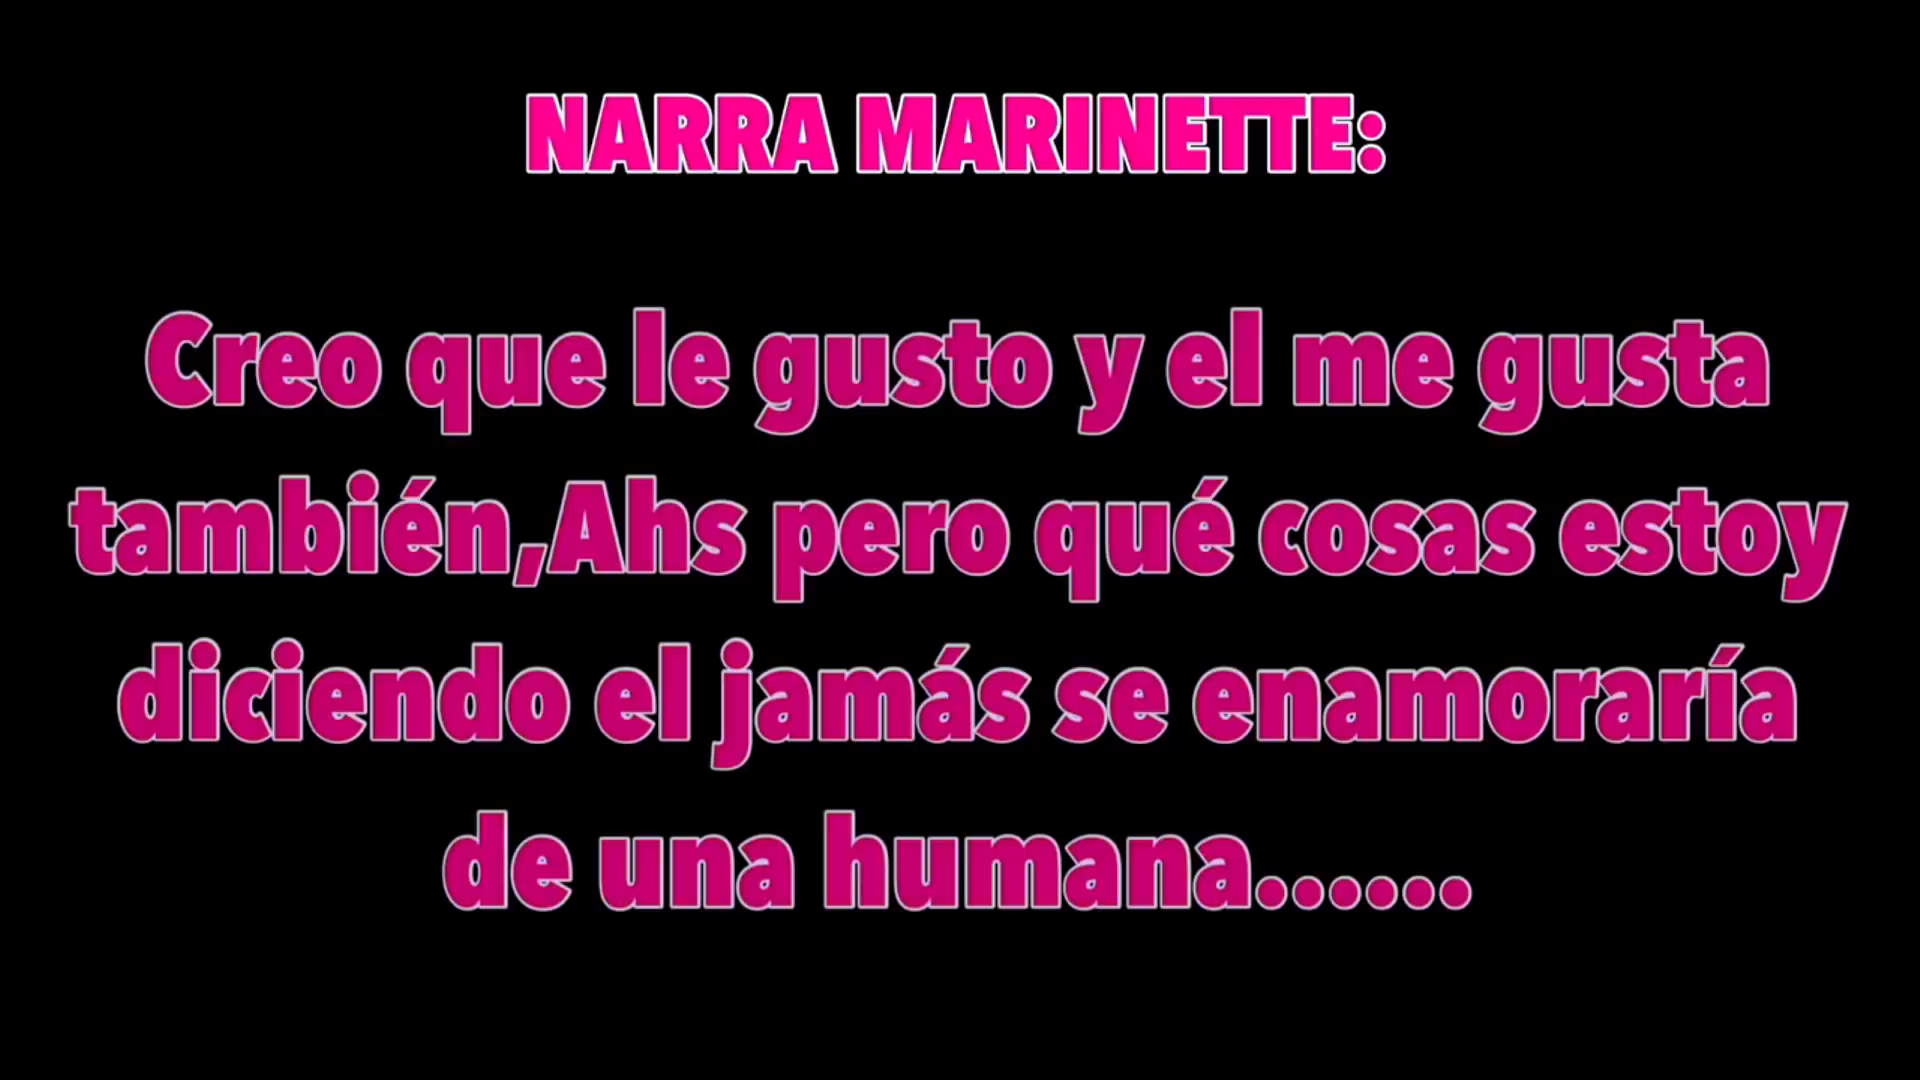 NARRA MARINETTE:
Creo que le gusto y el me gusta
también,Ahs pero qué cosas estoy
diciendo el jamás se enamoraría
de una humana......